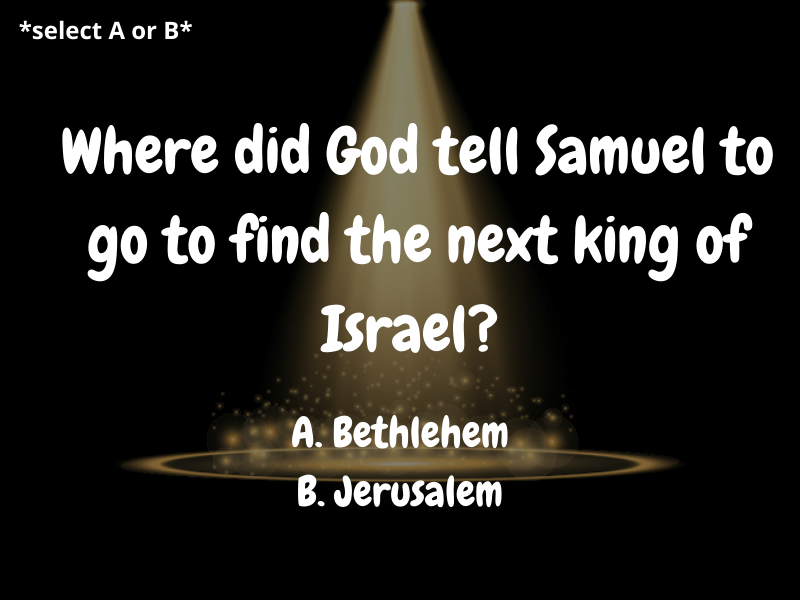 *select A or B*
Where did God tell Samuel to
go to find the next king of
Israel?
A. Bethlehem
B. Jerusalem